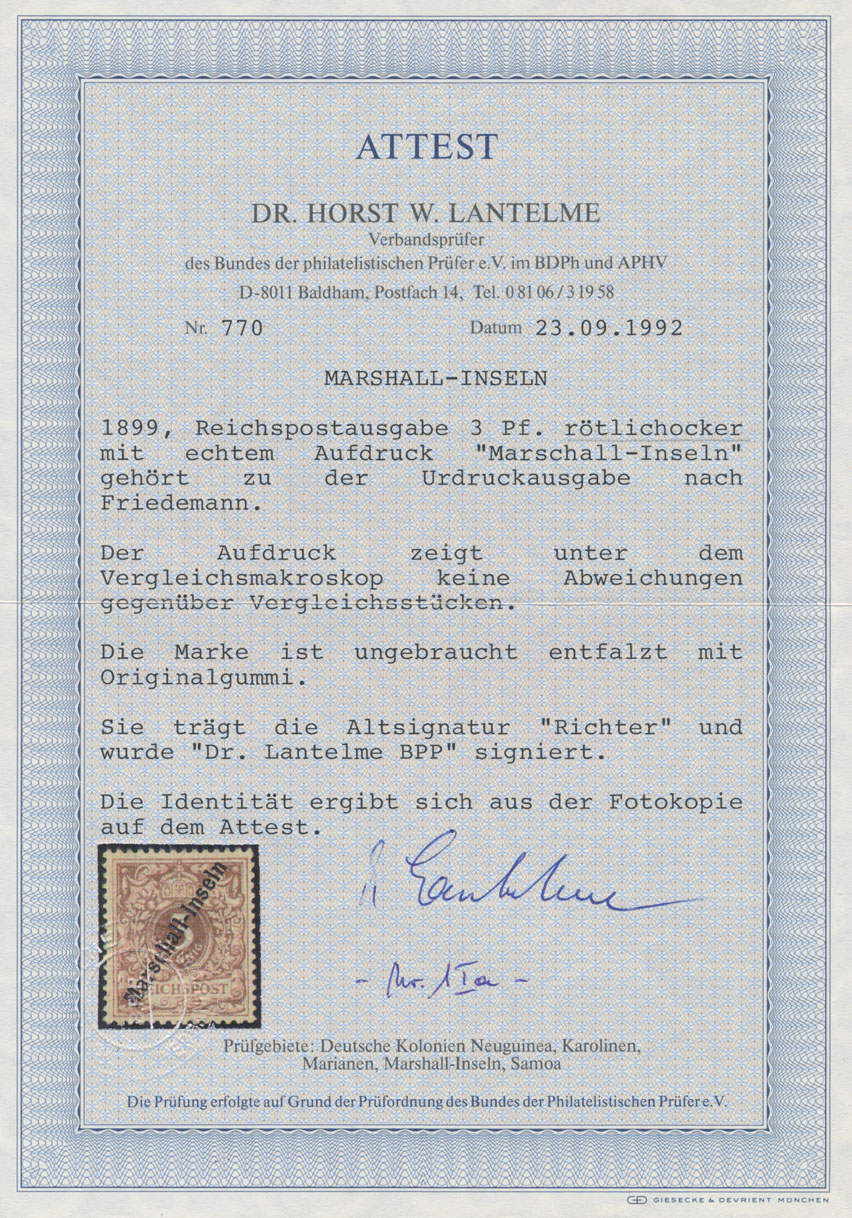 ATTEST
DR. HORST W. LANTELME
Verbandsprüfer
des Bundes der philatelistischen Prüfer e.V. im BDPh und APHV
D-8011 Baldham, Postfach 14, Tel. 0 81 06 / 3 19 58
Nr. 770 Datum 23.09.1992
MARSHALL-INSELN
1899, Reichspostausgabe 3 Pf. rötlichocker
mit echtem Aufdruck "Marschall-Inseln"
gehört zu der Urdruckausgabe nach
Friedemann.
Der Aufdruck zeigt unter dem
Vergleichsmakroskop keine Abweichungen
gegenüber Vergleichsstücken.
Die Marke ist ungebraucht entfalzt mit
Originalgummi.
Sie trägt die Altsignatur "Richter" und
wurde "Dr. Lantelme BPP" signiert.
Die Identität ergibt sich aus der Fotokopie
auf dem Attest.
Marschall-Inseln
REICHSPOST
Lantelme
- Nr. 1 I a -
Prüfgebiete: Deutsche Kolonien Neuguinea, Karolinen,
Marianen, Marshall-Inseln, Samoa
Die Prüfung erfolgte auf Grund der Prüfordnung des Bundes der Philatelistischen Prüfer e.V.
GIESECKE & DEVRIENT MÜNCHEN